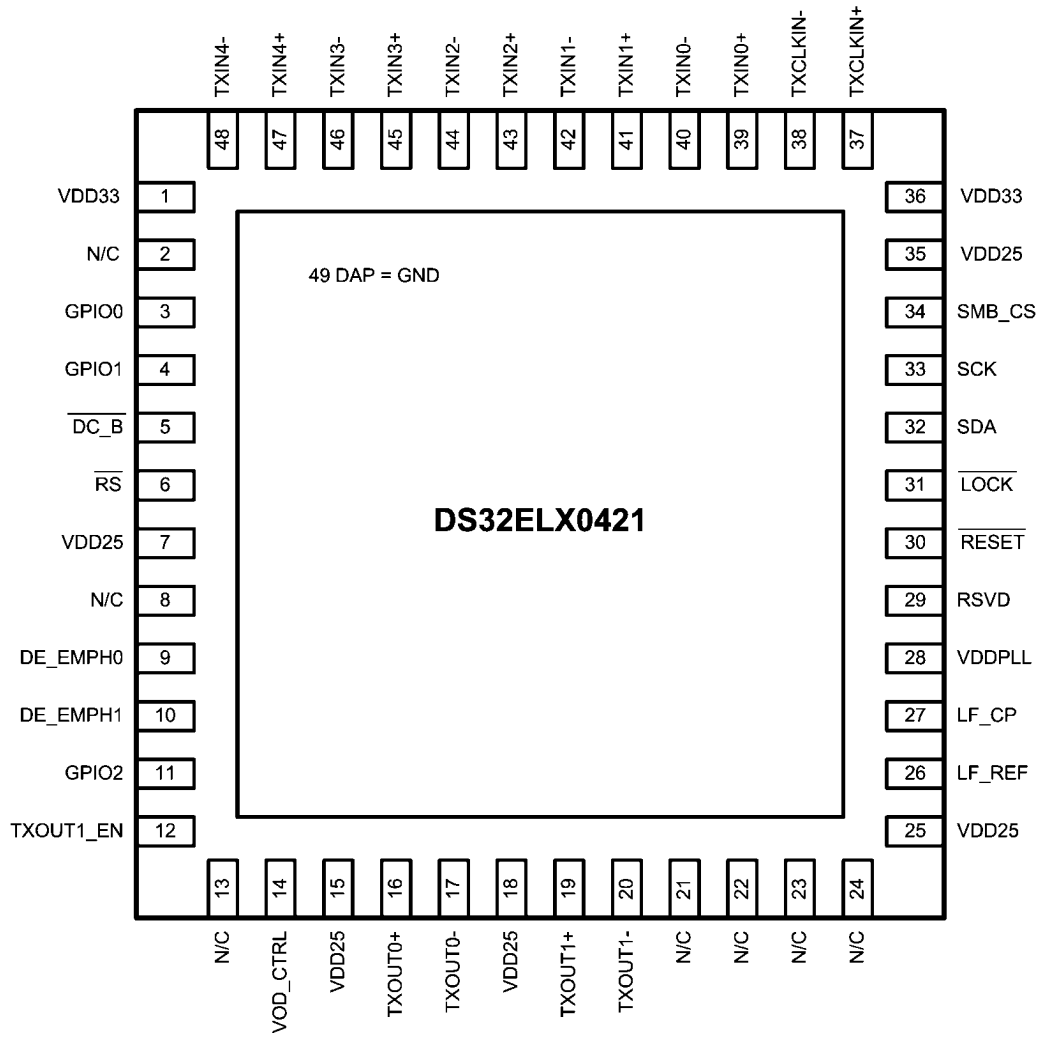 TXIN4-
TXIN4+
TXIN3-
TXIN3+
TXIN2-
TXIN2+
TXIN1-
TXIN1+
TXIN0-
TXIN0+
TXCLKIN-
TXCLKIN+
48
47
46
45
44
43
42
41
40
39
38
37
VDD33 1
36 VDD33
N/C 2
35 VDD25
49 DAP = GND
GPIO0 3
34 SMB_CS
GPIO1 4
33 SCK
DC_B 5
32 SDA
RS 6
31 LOCK
DS32ELX0421
VDD25 7
30 RESET
N/C 8
29 RSVD
DE_EMPH0 9
28 VDDPLL
DE_EMPH1 10
27 LF_CP
GPIO2 11
26 LF_REF
TXOUT1_EN 12
25 VDD25
13
14
15
16
17
18
19
20
21
22
23
24
N/C
VOD_CTRL
VDD25
TXOUT0+
TXOUT0-
VDD25
TXOUT1+
TXOUT1-
N/C
N/C
N/C
N/C